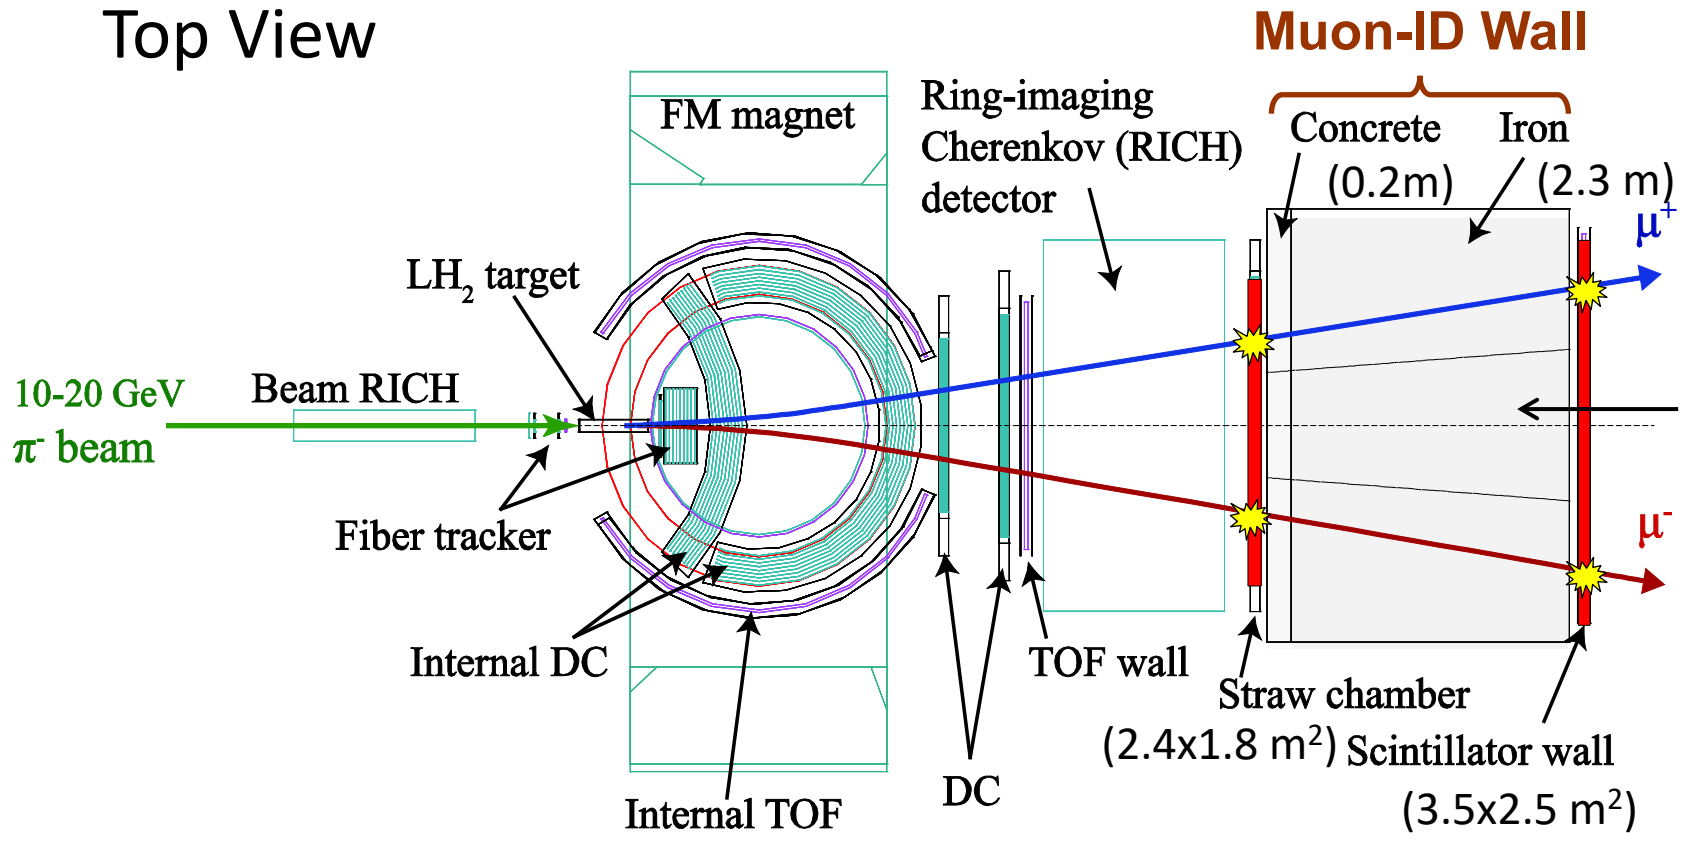 Top View
Muon-ID Wall
FM magnet
Ring-imaging
Cherenkov (RICH)
detector
Concrete
(0.2m)
Iron
(2.3 m)
μ⁺
LH₂ target
10-20 GeV
π⁻ beam
Beam RICH
Fiber tracker
μ⁻
Internal DC
TOF wall
Straw chamber
(2.4x1.8 m²)
Scintillator wall
(3.5x2.5 m²)
DC
Internal TOF